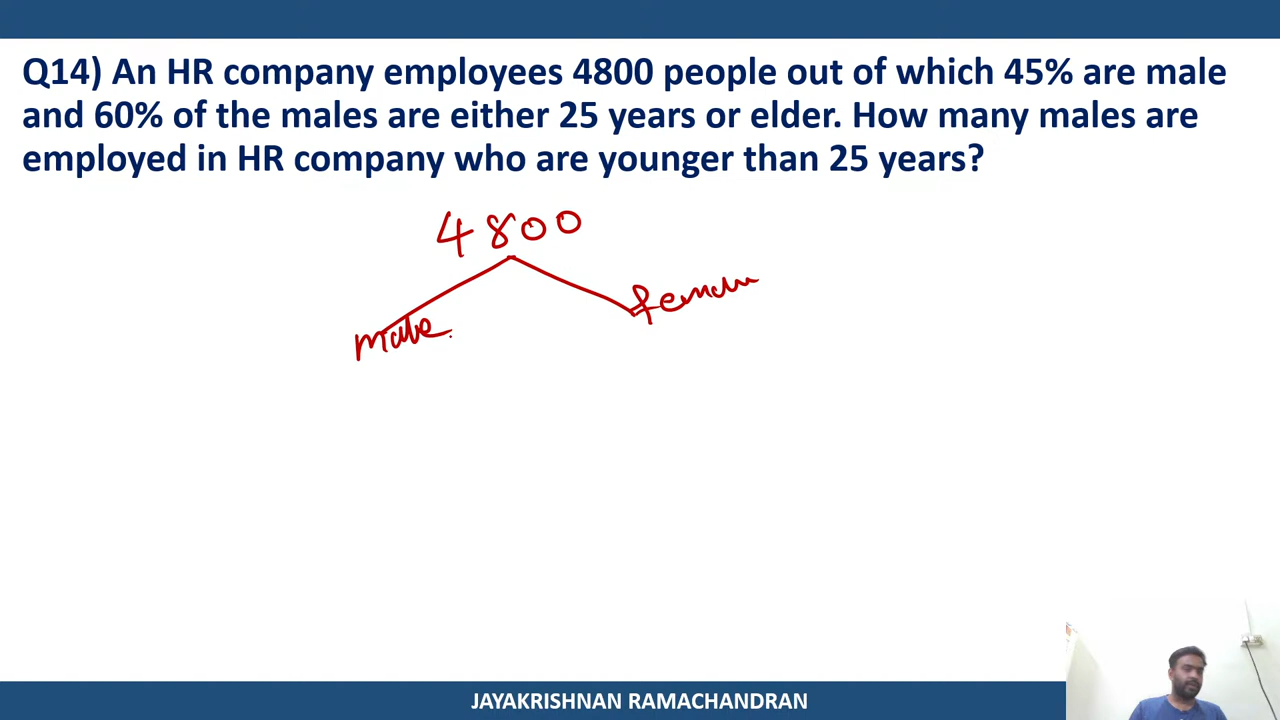 Q14) An HR company employees 4800 people out of which 45% are male
and 60% of the males are either 25 years or elder. How many males are
employed in HR company who are younger than 25 years?
4800
male
JAYAKRISHNAN RAMACHANDRAN